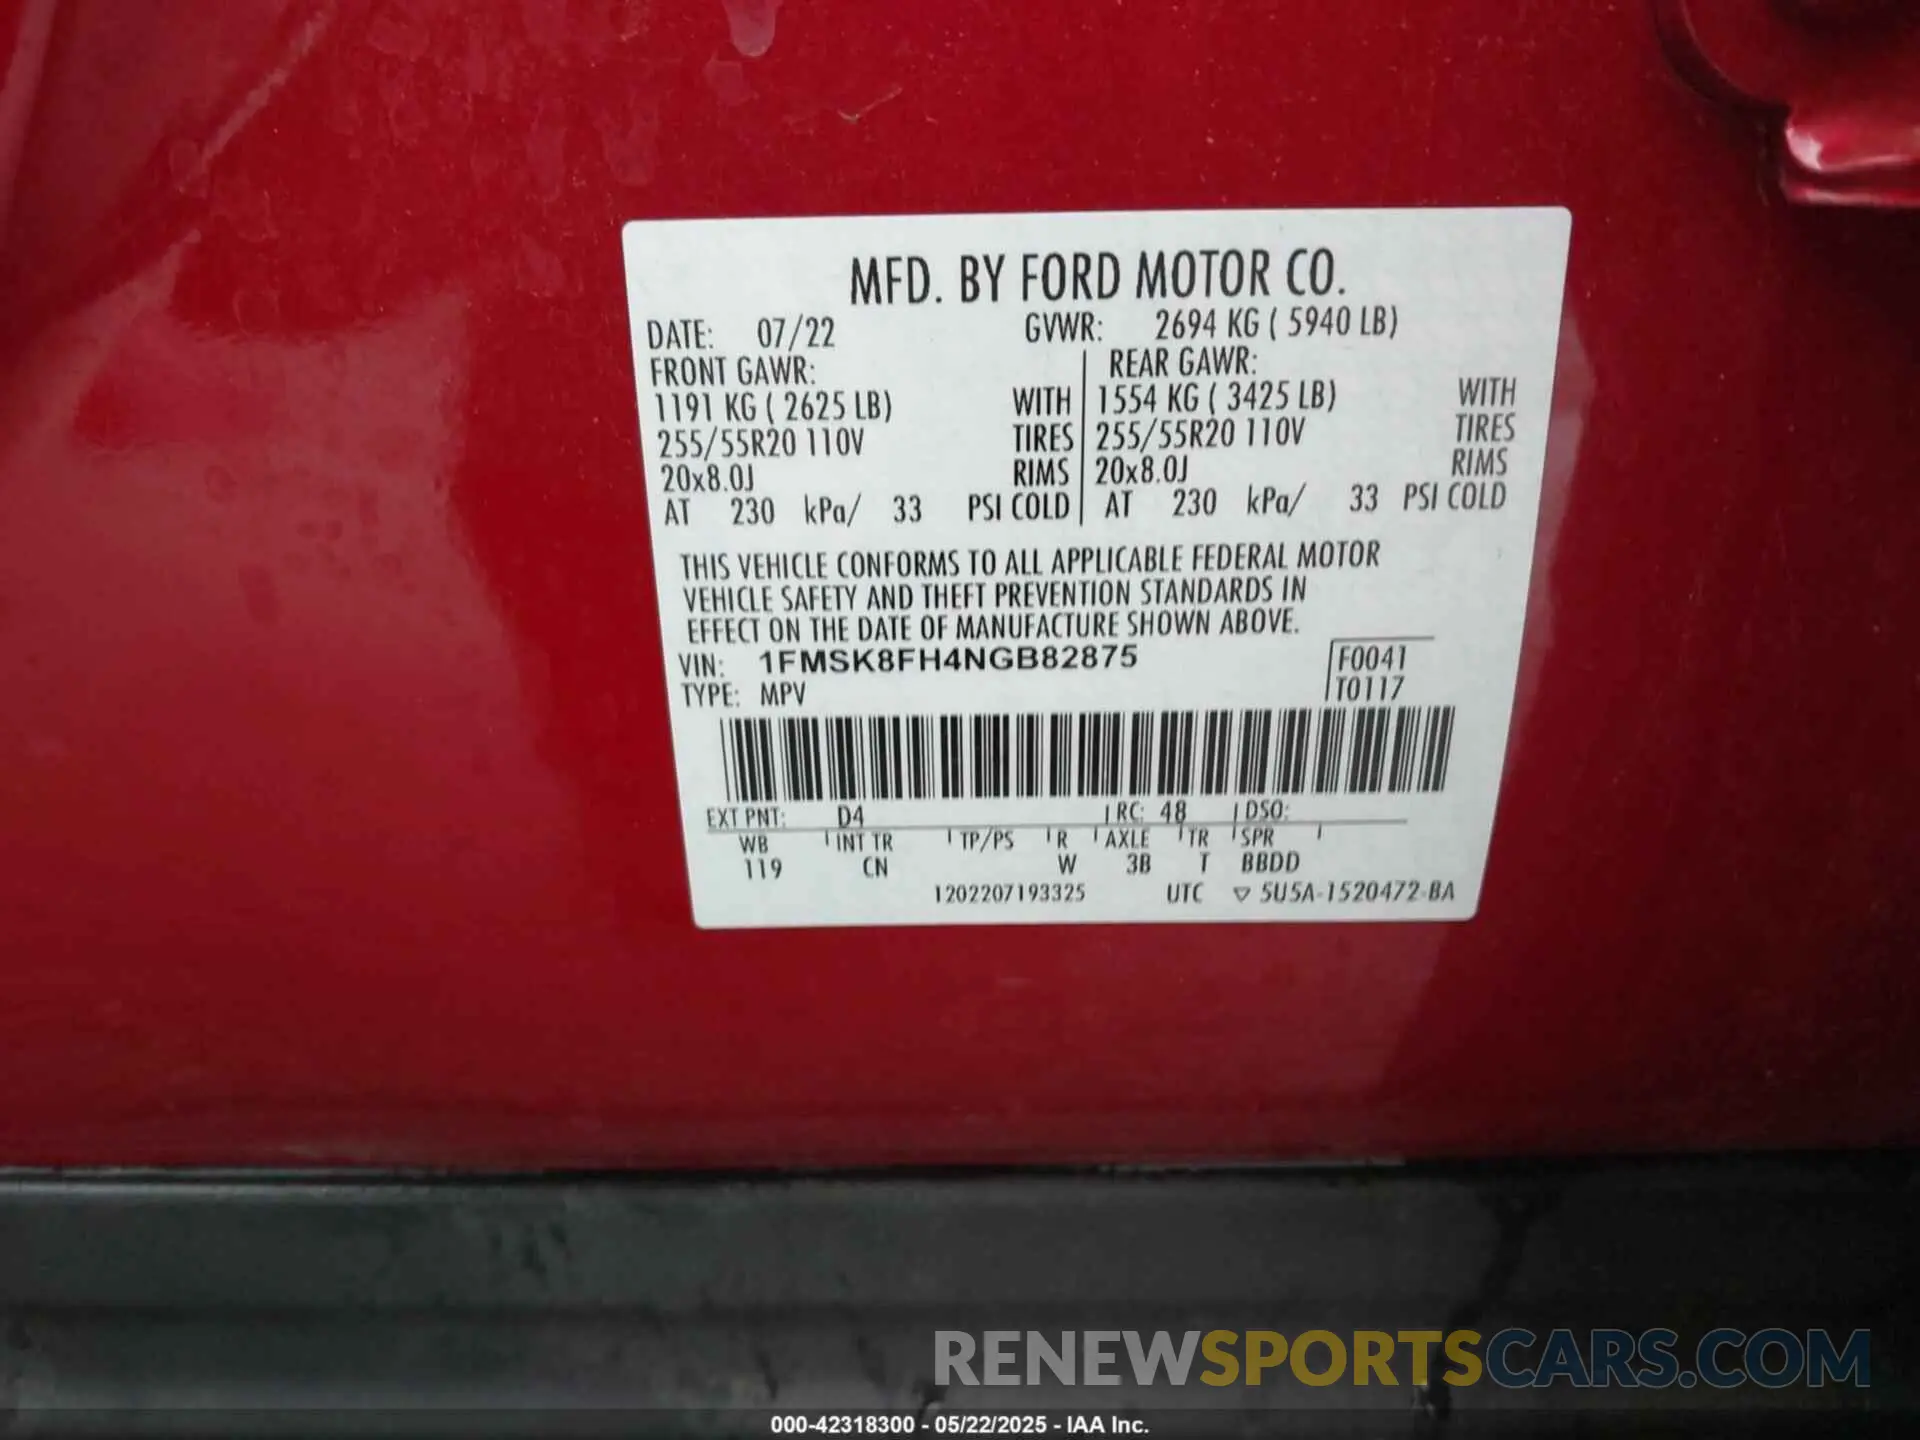 MFD. BY FORD MOTOR CO.
DATE: 07/22 GVWR: 2694 KG ( 5940 LB)
FRONT GAWR: REAR GAWR:
1191 KG ( 2625 LB) WITH 1554 KG ( 3425 LB) WITH
255/55R20 110V TIRES 255/55R20 110V TIRES
20x8.0J RIMS 20x8.0J RIMS
AT 230 kPa/ 33 PSI COLD AT 230 kPa/ 33 PSI COLD
THIS VEHICLE CONFORMS TO ALL APPLICABLE FEDERAL MOTOR
VEHICLE SAFETY AND THEFT PREVENTION STANDARDS IN
EFFECT ON THE DATE OF MANUFACTURE SHOWN ABOVE.
VIN: 1FMSK8FH4NGB82875 F0041
TYPE: MPV T0117
EXT PNT: D4 RC: 48 DSO:
WB INT TR TP/PS R AXLE TR SPR
119 CN W 3B T BBDD
1202207193325 UTC ▽ 5U5A-1520472-BA
RENEWSPORTSCARS.COM
000-42318300 - 05/22/2025 - IAA Inc.